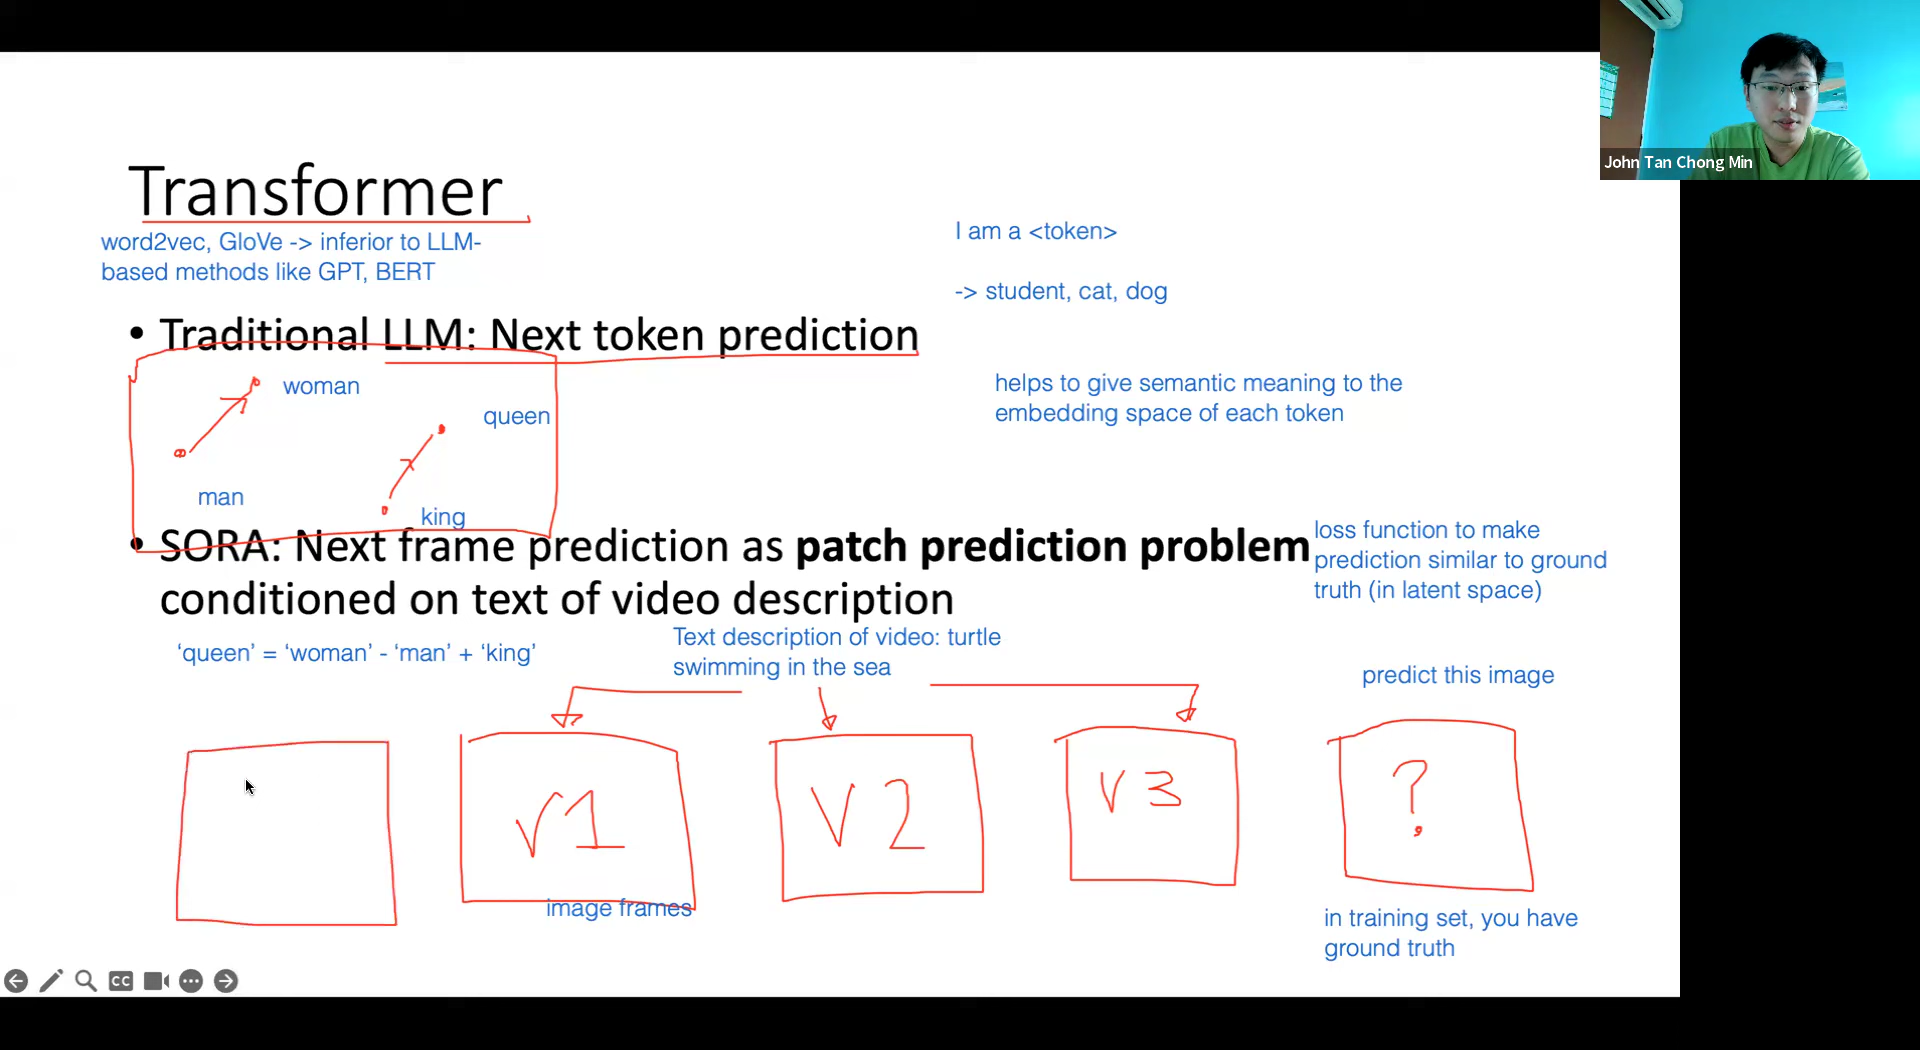 John Tan Chong Min
Transformer
word2vec, GloVe -> inferior to LLM-
based methods like GPT, BERT
I am a <token>
-> student, cat, dog
• Traditional LLM: Next token prediction
woman
queen
man
king
helps to give semantic meaning to the
embedding space of each token
• SORA: Next frame prediction as patch prediction problem
conditioned on text of video description
loss function to make
prediction similar to ground
truth (in latent space)
‘queen’ = ‘woman’ - ‘man’ + ‘king’
Text description of video: turtle
swimming in the sea
predict this image
V1
V2
V3
?
image frames
in training set, you have
ground truth
CC